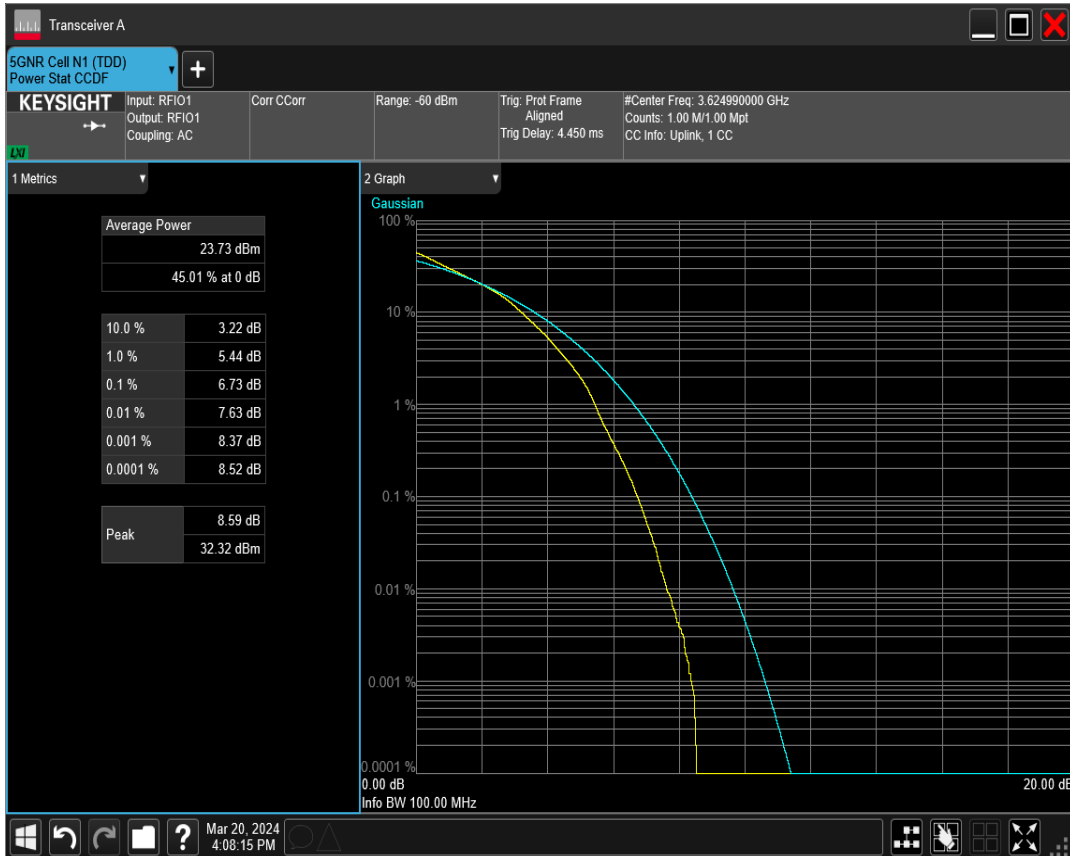 Transceiver A
5GNR Cell N1 (TDD)
Power Stat CCDF
+
KEYSIGHT
LXI
Input: RFIO1
Output: RFIO1
Coupling: AC
Corr CCorr
Range: -60 dBm
Trig: Prot Frame
Aligned
Trig Delay: 4.450 ms
#Center Freq: 3.624990000 GHz
Counts: 1.00 M/1.00 Mpt
CC Info: Uplink, 1 CC
1 Metrics
Average Power
23.73 dBm
45.01 % at 0 dB
10.0 % 3.22 dB
1.0 % 5.44 dB
0.1 % 6.73 dB
0.01 % 7.63 dB
0.001 % 8.37 dB
0.0001 % 8.52 dB
Peak
8.59 dB
32.32 dBm
2 Graph
Gaussian
100 %
10 %
1 %
0.1 %
0.01 %
0.001 %
0.0001 %
0.00 dB 20.00 dB
Info BW 100.00 MHz
?
Mar 20, 2024
4:08:15 PM